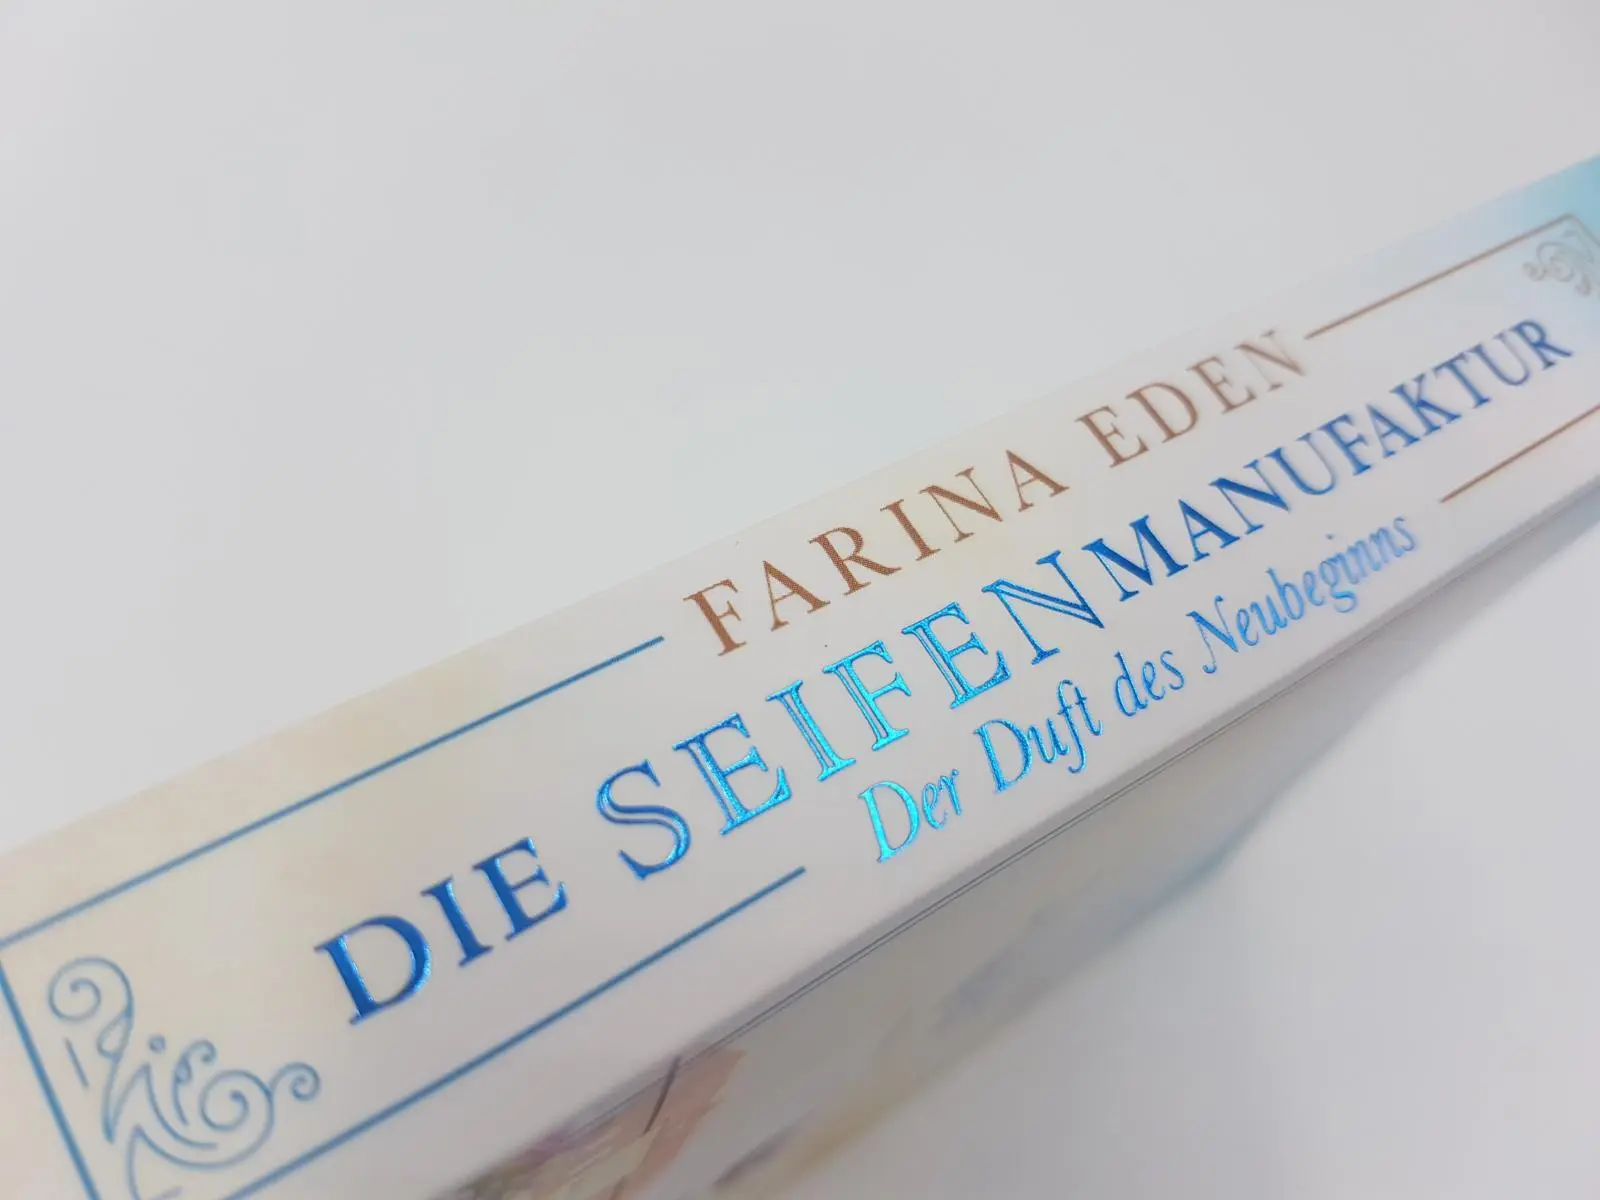 FARINA EDEN
DIE SEIFENMANUFAKTUR
Der Duft des Neubeginns